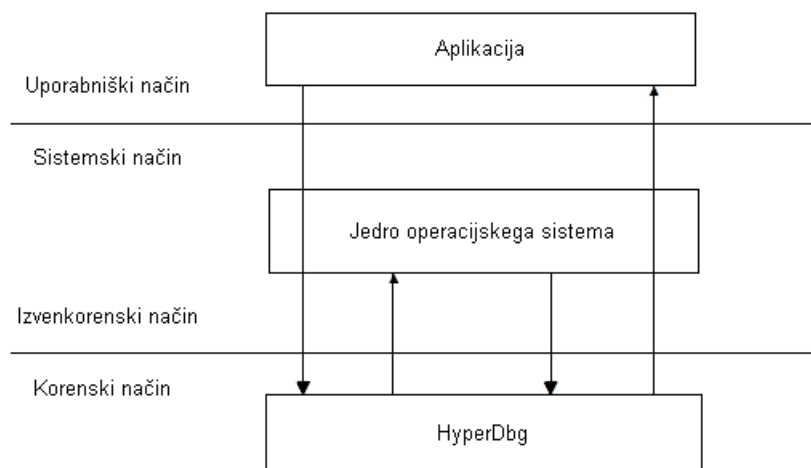 Aplikacija
Uporabniški način
Sistemski način
Jedro operacijskega sistema
Izvenkorenski način
Korenski način
HyperDbg